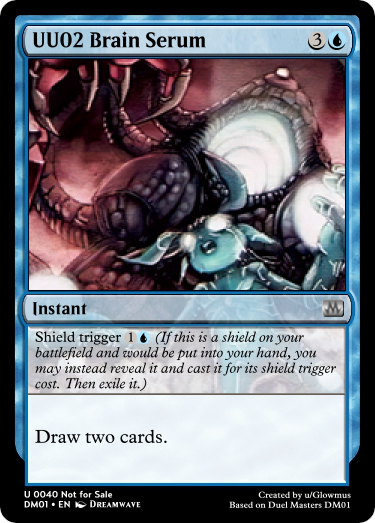 UU02 Brain Serum 3
Instant
Shield trigger 1 (If this is a shield on your
battlefield and would be put into your hand, you
may instead reveal it and cast it for its shield trigger
cost. Then exile it.)
Draw two cards.
U 0040 Not for Sale
DM01 • EN DREAMWAVE
Created by u/Glowmus
Based on Duel Masters DM01